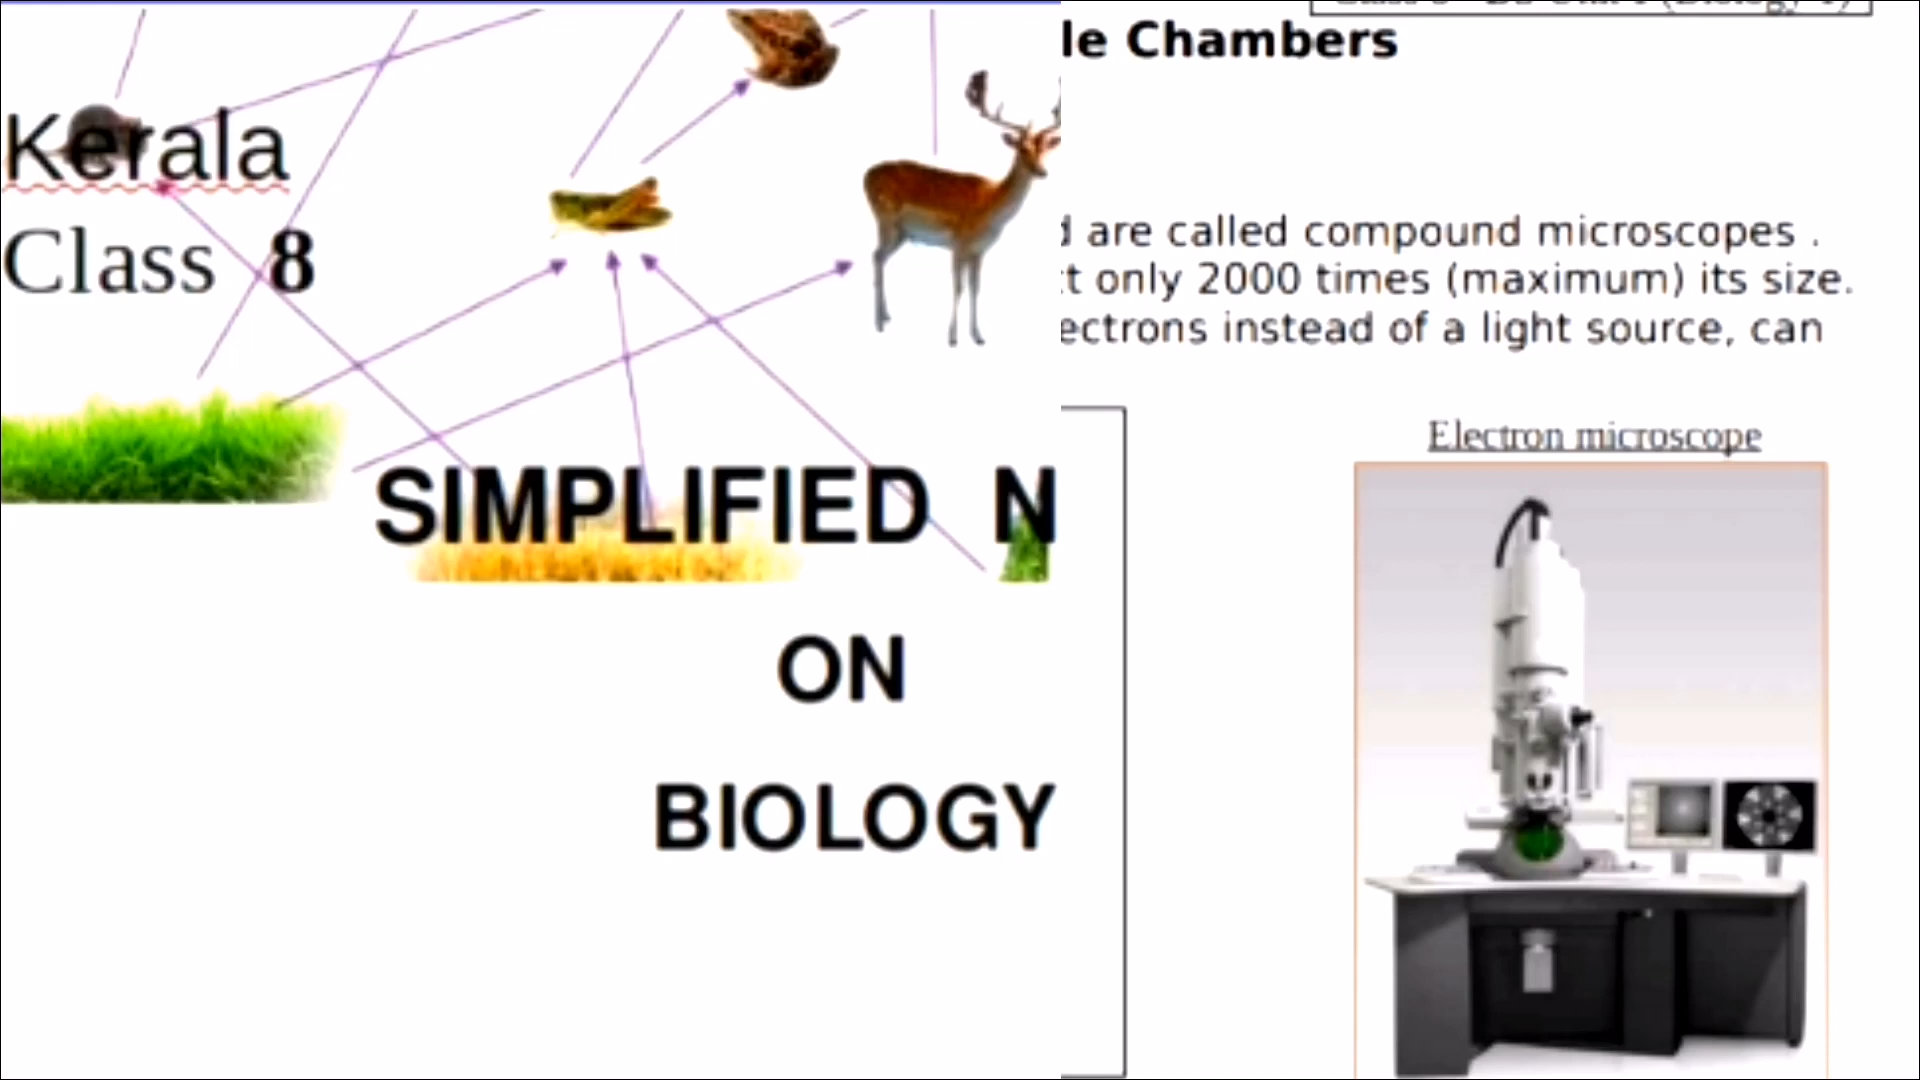 Kerala
Class 8
SIMPLIFIED N
ON
BIOLOGY
le Chambers
d are called compound microscopes .
ct only 2000 times (maximum) its size.
ectrons instead of a light source, can
Electron microscope